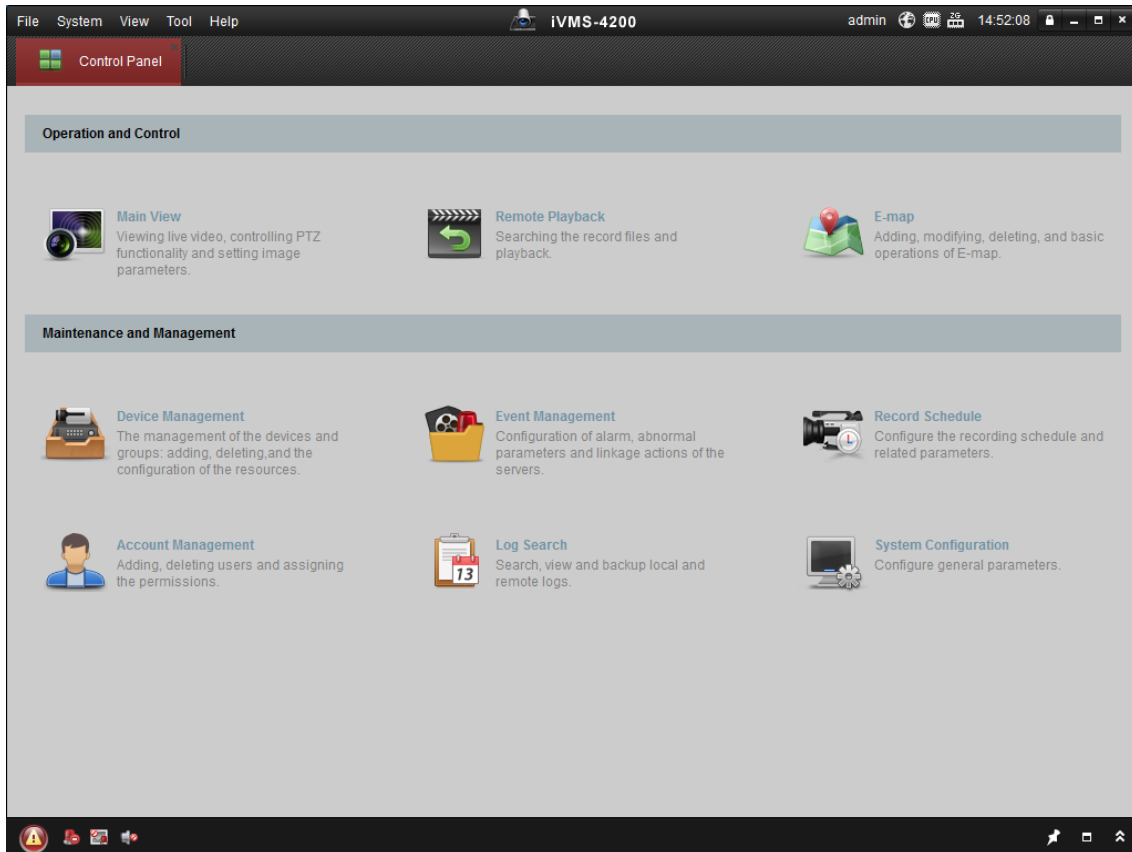 File System View Tool Help iVMS-4200 admin CPU 2G 14:52:08
Control Panel
Operation and Control
Main View
Viewing live video, controlling PTZ
functionality and setting image
parameters.
Remote Playback
Searching the record files and
playback.
E-map
Adding, modifying, deleting, and basic
operations of E-map.
Maintenance and Management
Device Management
The management of the devices and
groups: adding, deleting,and the
configuration of the resources.
Event Management
Configuration of alarm, abnormal
parameters and linkage actions of the
servers.
Record Schedule
Configure the recording schedule and
related parameters.
Account Management
Adding, deleting users and assigning
the permissions.
13
Log Search
Search, view and backup local and
remote logs.
System Configuration
Configure general parameters.